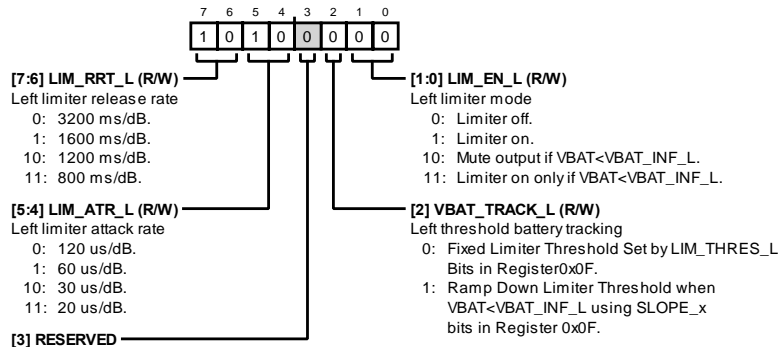 7 6 5 4 3 2 1 0
1 0 1 0 0 0 0 0
[7:6] LIM_RRT_L (R/W)
Left limiter release rate
0: 3200 ms/dB.
1: 1600 ms/dB.
10: 1200 ms/dB.
11: 800 ms/dB.
[5:4] LIM_ATR_L (R/W)
Left limiter attack rate
0: 120 us/dB.
1: 60 us/dB.
10: 30 us/dB.
11: 20 us/dB.
[3] RESERVED
[1:0] LIM_EN_L (R/W)
Left limiter mode
0: Limiter off.
1: Limiter on.
10: Mute output if VBAT<VBAT_INF_L.
11: Limiter on only if VBAT<VBAT_INF_L.
[2] VBAT_TRACK_L (R/W)
Left threshold battery tracking
0: Fixed Limiter Threshold Set by LIM_THRES_L
Bits in Register0x0F.
1: Ramp Down Limiter Threshold when
VBAT<VBAT_INF_L using SLOPE_x
bits in Register 0x0F.